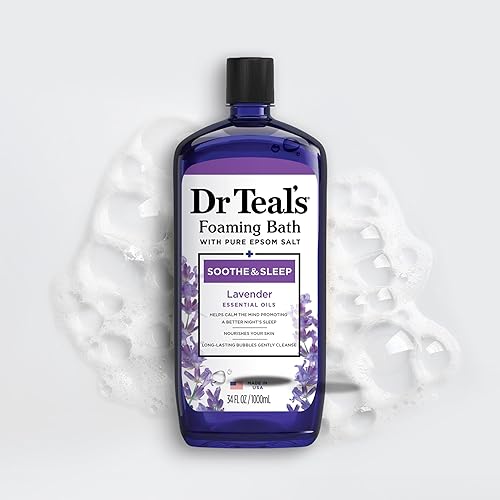 Dr Teal's
Foaming Bath
WITH PURE EPSOM SALT
+
SOOTHE & SLEEP
Lavender
ESSENTIAL OILS
HELPS CALM THE MIND PROMOTING
A BETTER NIGHT'S SLEEP
NOURISHES YOUR SKIN
LONG-LASTING BUBBLES GENTLY CLEANSE
MADE IN
USA
34 FL OZ / 1000mL